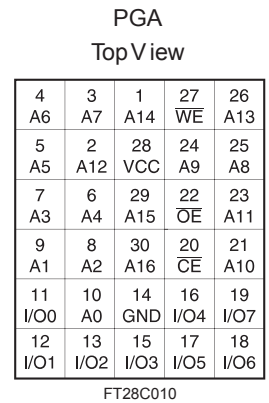 PGA
Top View
4 3 1 27 26
A6 A7 A14 W̅E̅ A13
5 2 28 24 25
A5 A12 VCC A9 A8
7 6 29 22 23
A3 A4 A15 O̅E̅ A11
9 8 30 20 21
A1 A2 A16 C̅E̅ A10
11 10 14 16 19
I/O0 A0 GND I/O4 I/O7
12 13 15 17 18
I/O1 I/O2 I/O3 I/O5 I/O6
FT28C010